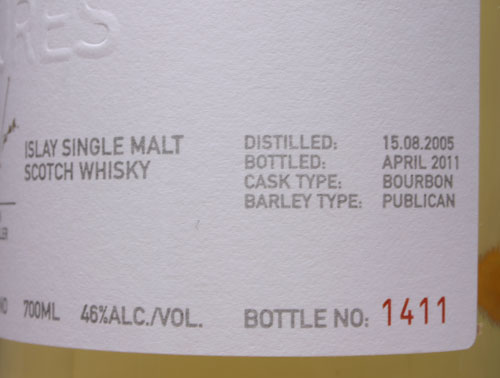 URES
ISLAY SINGLE MALT
SCOTCH WHISKY
DISTILLED: 15.08.2005
BOTTLED: APRIL 2011
CASK TYPE: BOURBON
BARLEY TYPE: PUBLICAN
700ML 46%ALC./VOL.
BOTTLE NO: 1411